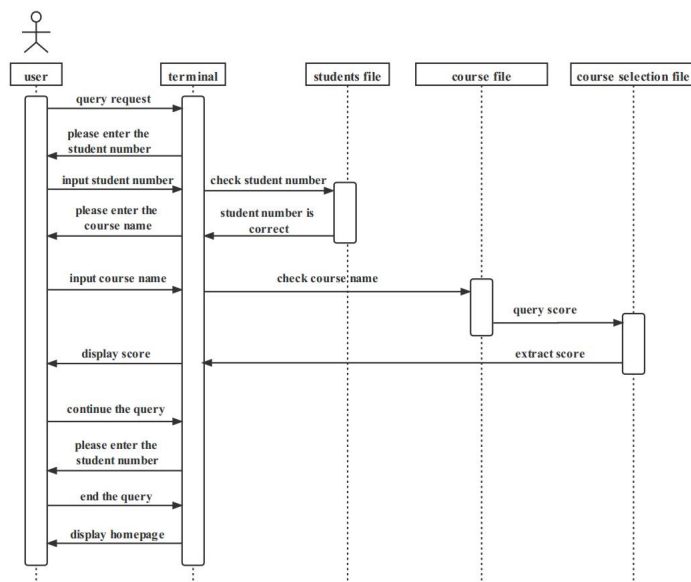 user
terminal
students file
course file
course selection file
query request
please enter the
student number
input student number
check student number
please enter the
course name
student number is
correct
input course name
check course name
query score
display score
extract score
continue the query
please enter the
student number
end the query
display homepage